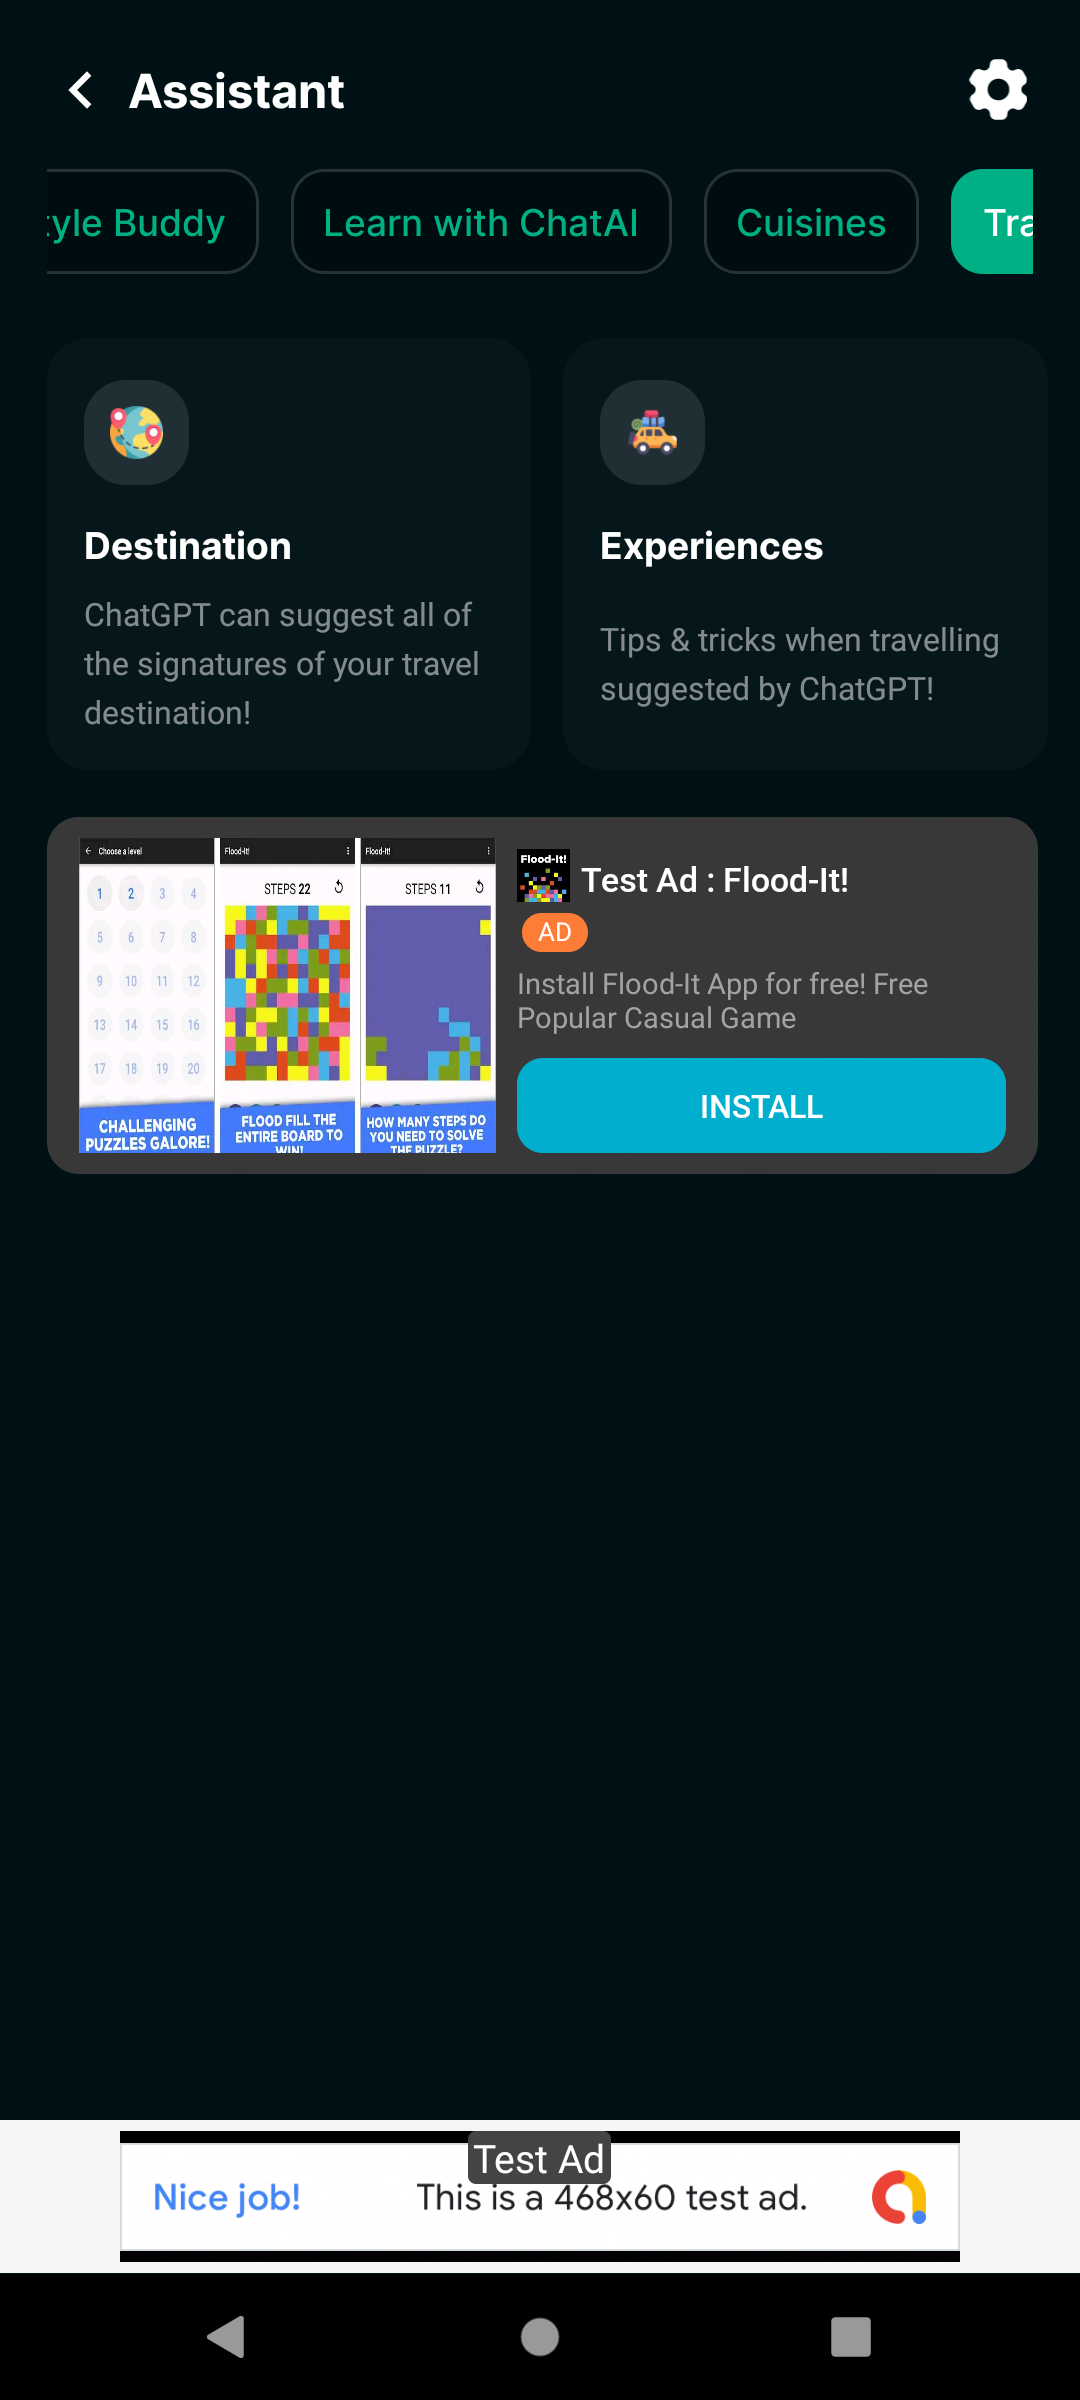 Assistant
tyle Buddy
Learn with ChatAI
Cuisines
Tra
Destination
ChatGPT can suggest all of
the signatures of your travel
destination!
Experiences
Tips & tricks when travelling
suggested by ChatGPT!
Choose a level
1 2 3 4
5 6 7 8
9 10 11 12
13 14 15 16
17 18 19 20
CHALLENGING
PUZZLES GALORE!
Flood-It!
STEPS 22
FLOOD FILL THE
ENTIRE BOARD TO
WIN!
Flood-It!
STEPS 11
HOW MANY STEPS DO
YOU NEED TO SOLVE
THE PUZZLE?
Flood-It!
Test Ad : Flood-It!
AD
Install Flood-It App for free! Free
Popular Casual Game
INSTALL
Test Ad
Nice job!
This is a 468x60 test ad.